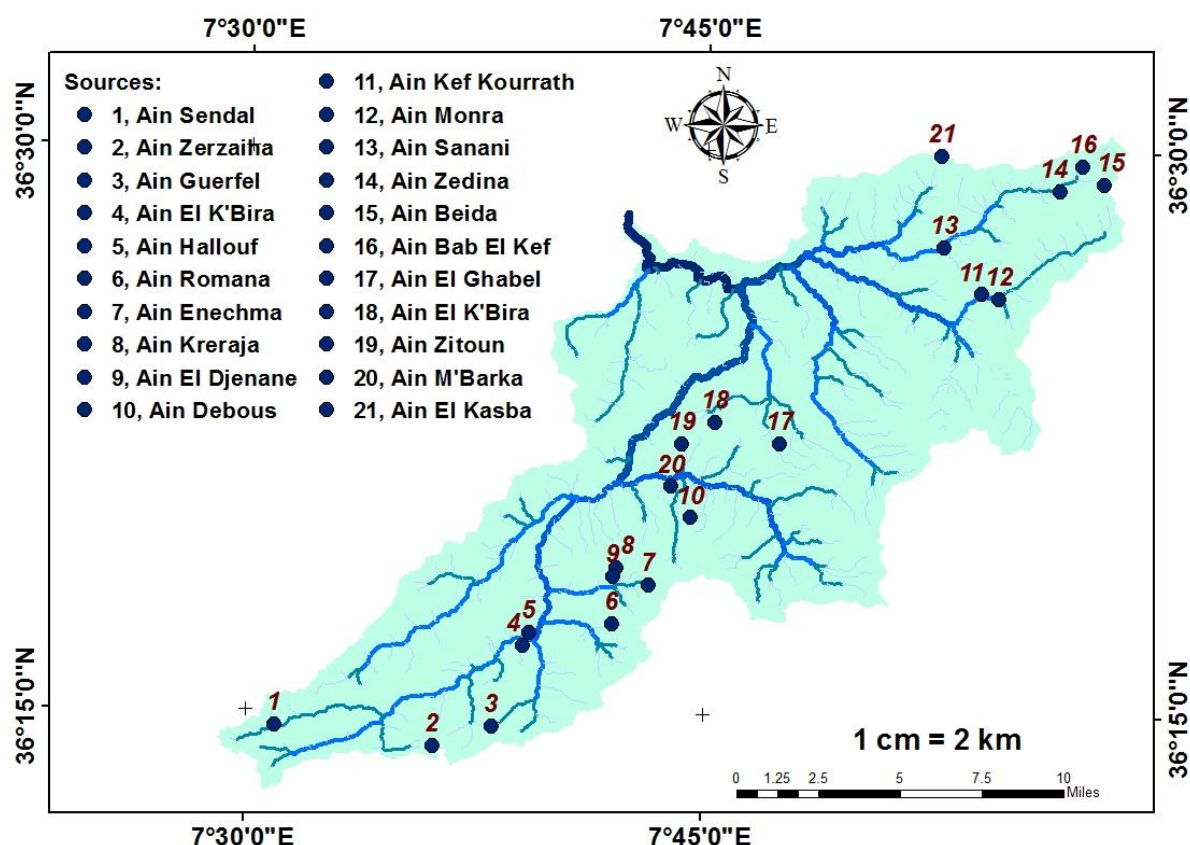 7°30'0"E 7°45'0"E
Sources:
1, Ain Sendal
2, Ain Zerzaitha
3, Ain Guerfel
4, Ain El K'Bira
5, Ain Hallouf
6, Ain Romana
7, Ain Enechma
8, Ain Kreraja
9, Ain El Djenane
10, Ain Debous
11, Ain Kef Kourrath
12, Ain Monra
13, Ain Sanani
14, Ain Zedina
15, Ain Beida
16, Ain Bab El Kef
17, Ain El Ghabel
18, Ain El K'Bira
19, Ain Zitoun
20, Ain M'Barka
21, Ain El Kasba
N
W E
S
36°30'0"N
36°30'0"N
21
16
14 15
13
11 12
18
19 17
20
10
9 8 7
6
5
4
1
2
3
36°15'0"N
36°15'0"N
1 cm = 2 km
0 1.25 2.5 5 7.5 10
Miles
7°30'0"E 7°45'0"E